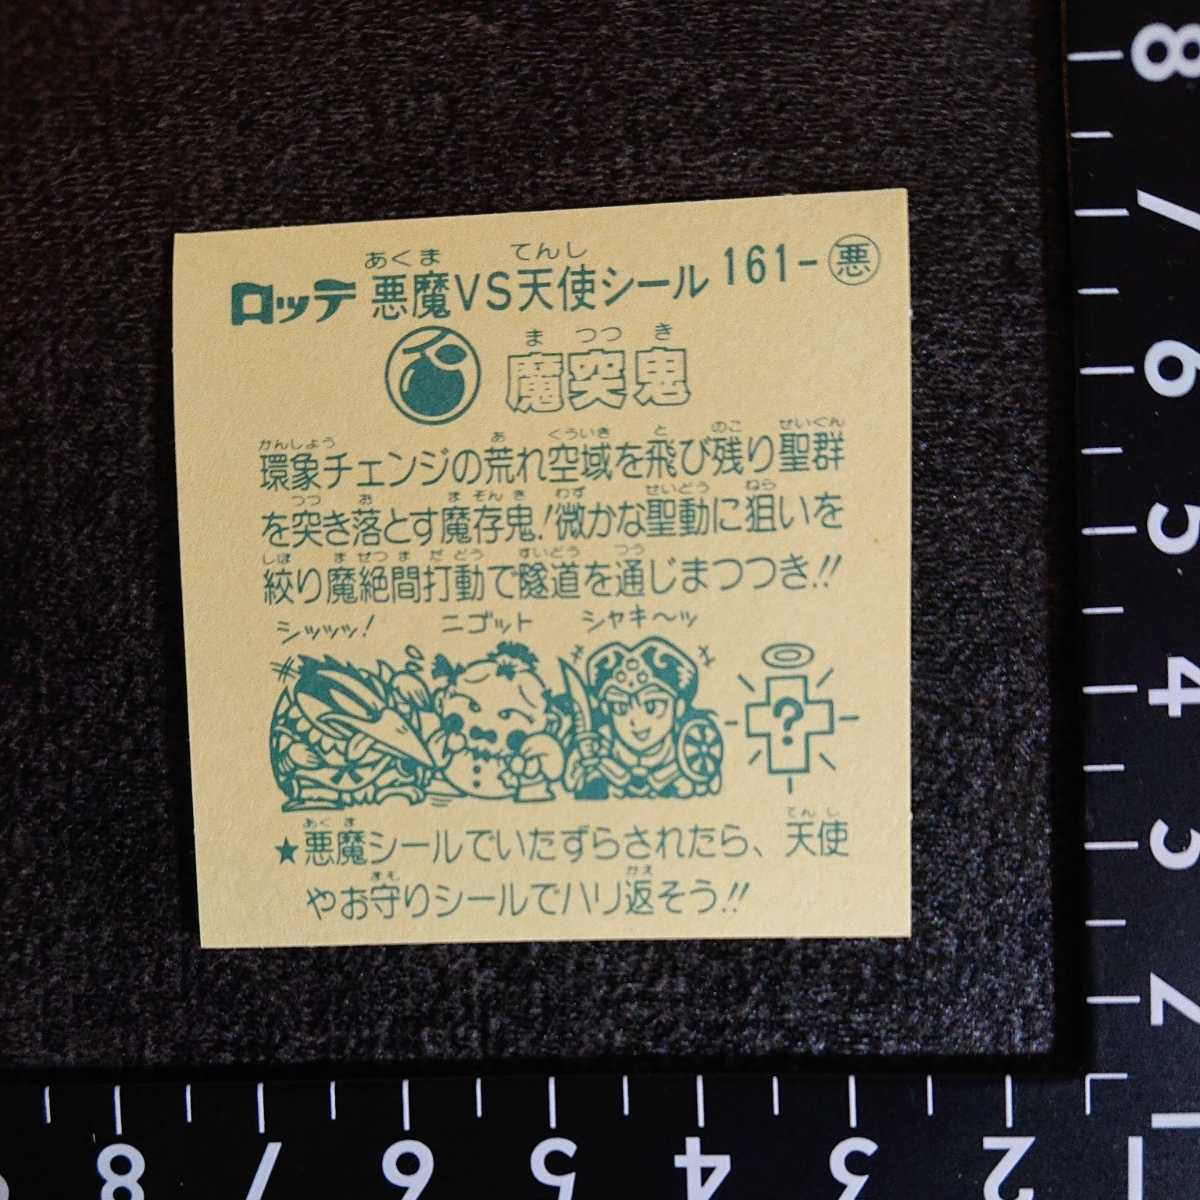 あくま てんし
ロッテ 悪魔VS天使シール 161-悪
ま つつ き
魔突鬼
かんしょう あ くういき と のこ せいぐん
環象チェンジの荒れ空域を飛び残り聖群
つつ お ま ぞん き わず せいどう ねら
を突き落とす魔存鬼!微かな聖動に狙いを
しぼ ま ぜつ ま だ どう ずいどう つう
絞り魔絶間打動で隧道を通じまつつき!!
シッッッ! ニゴット シャキ〜ッ
?
あく ま てん し
★悪魔シールでいたずらされたら、天使
まも かえ
やお守りシールでハリ返そう!!
8
7
6
5
4
3
2
1
8 7 6 5 4 3 2